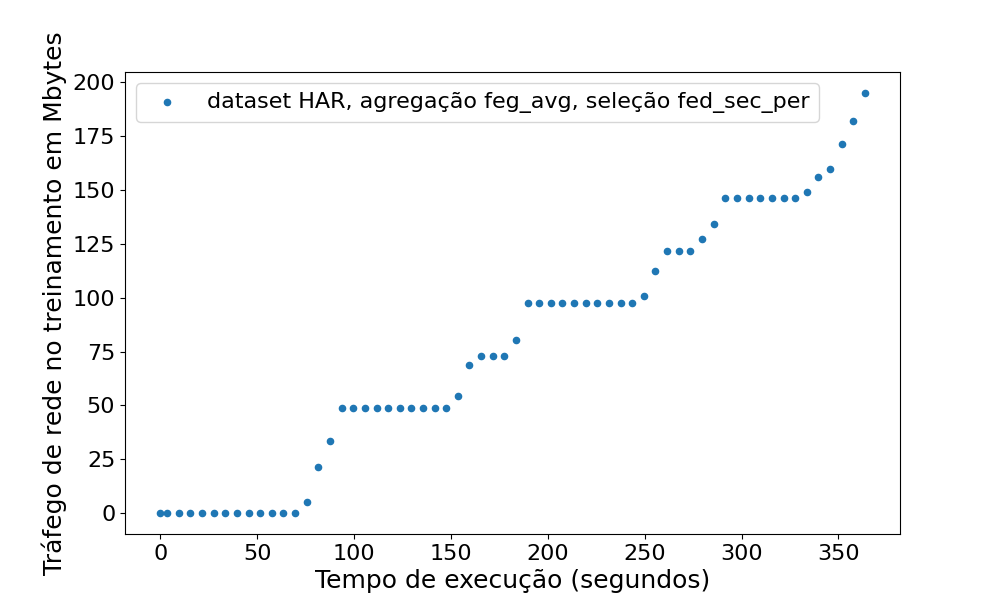 Tráfego de rede no treinamento em Mbytes
200
175
150
125
100
75
50
25
0
dataset HAR, agregação feg_avg, seleção fed_sec_per
0 50 100 150 200 250 300 350
Tempo de execução (segundos)